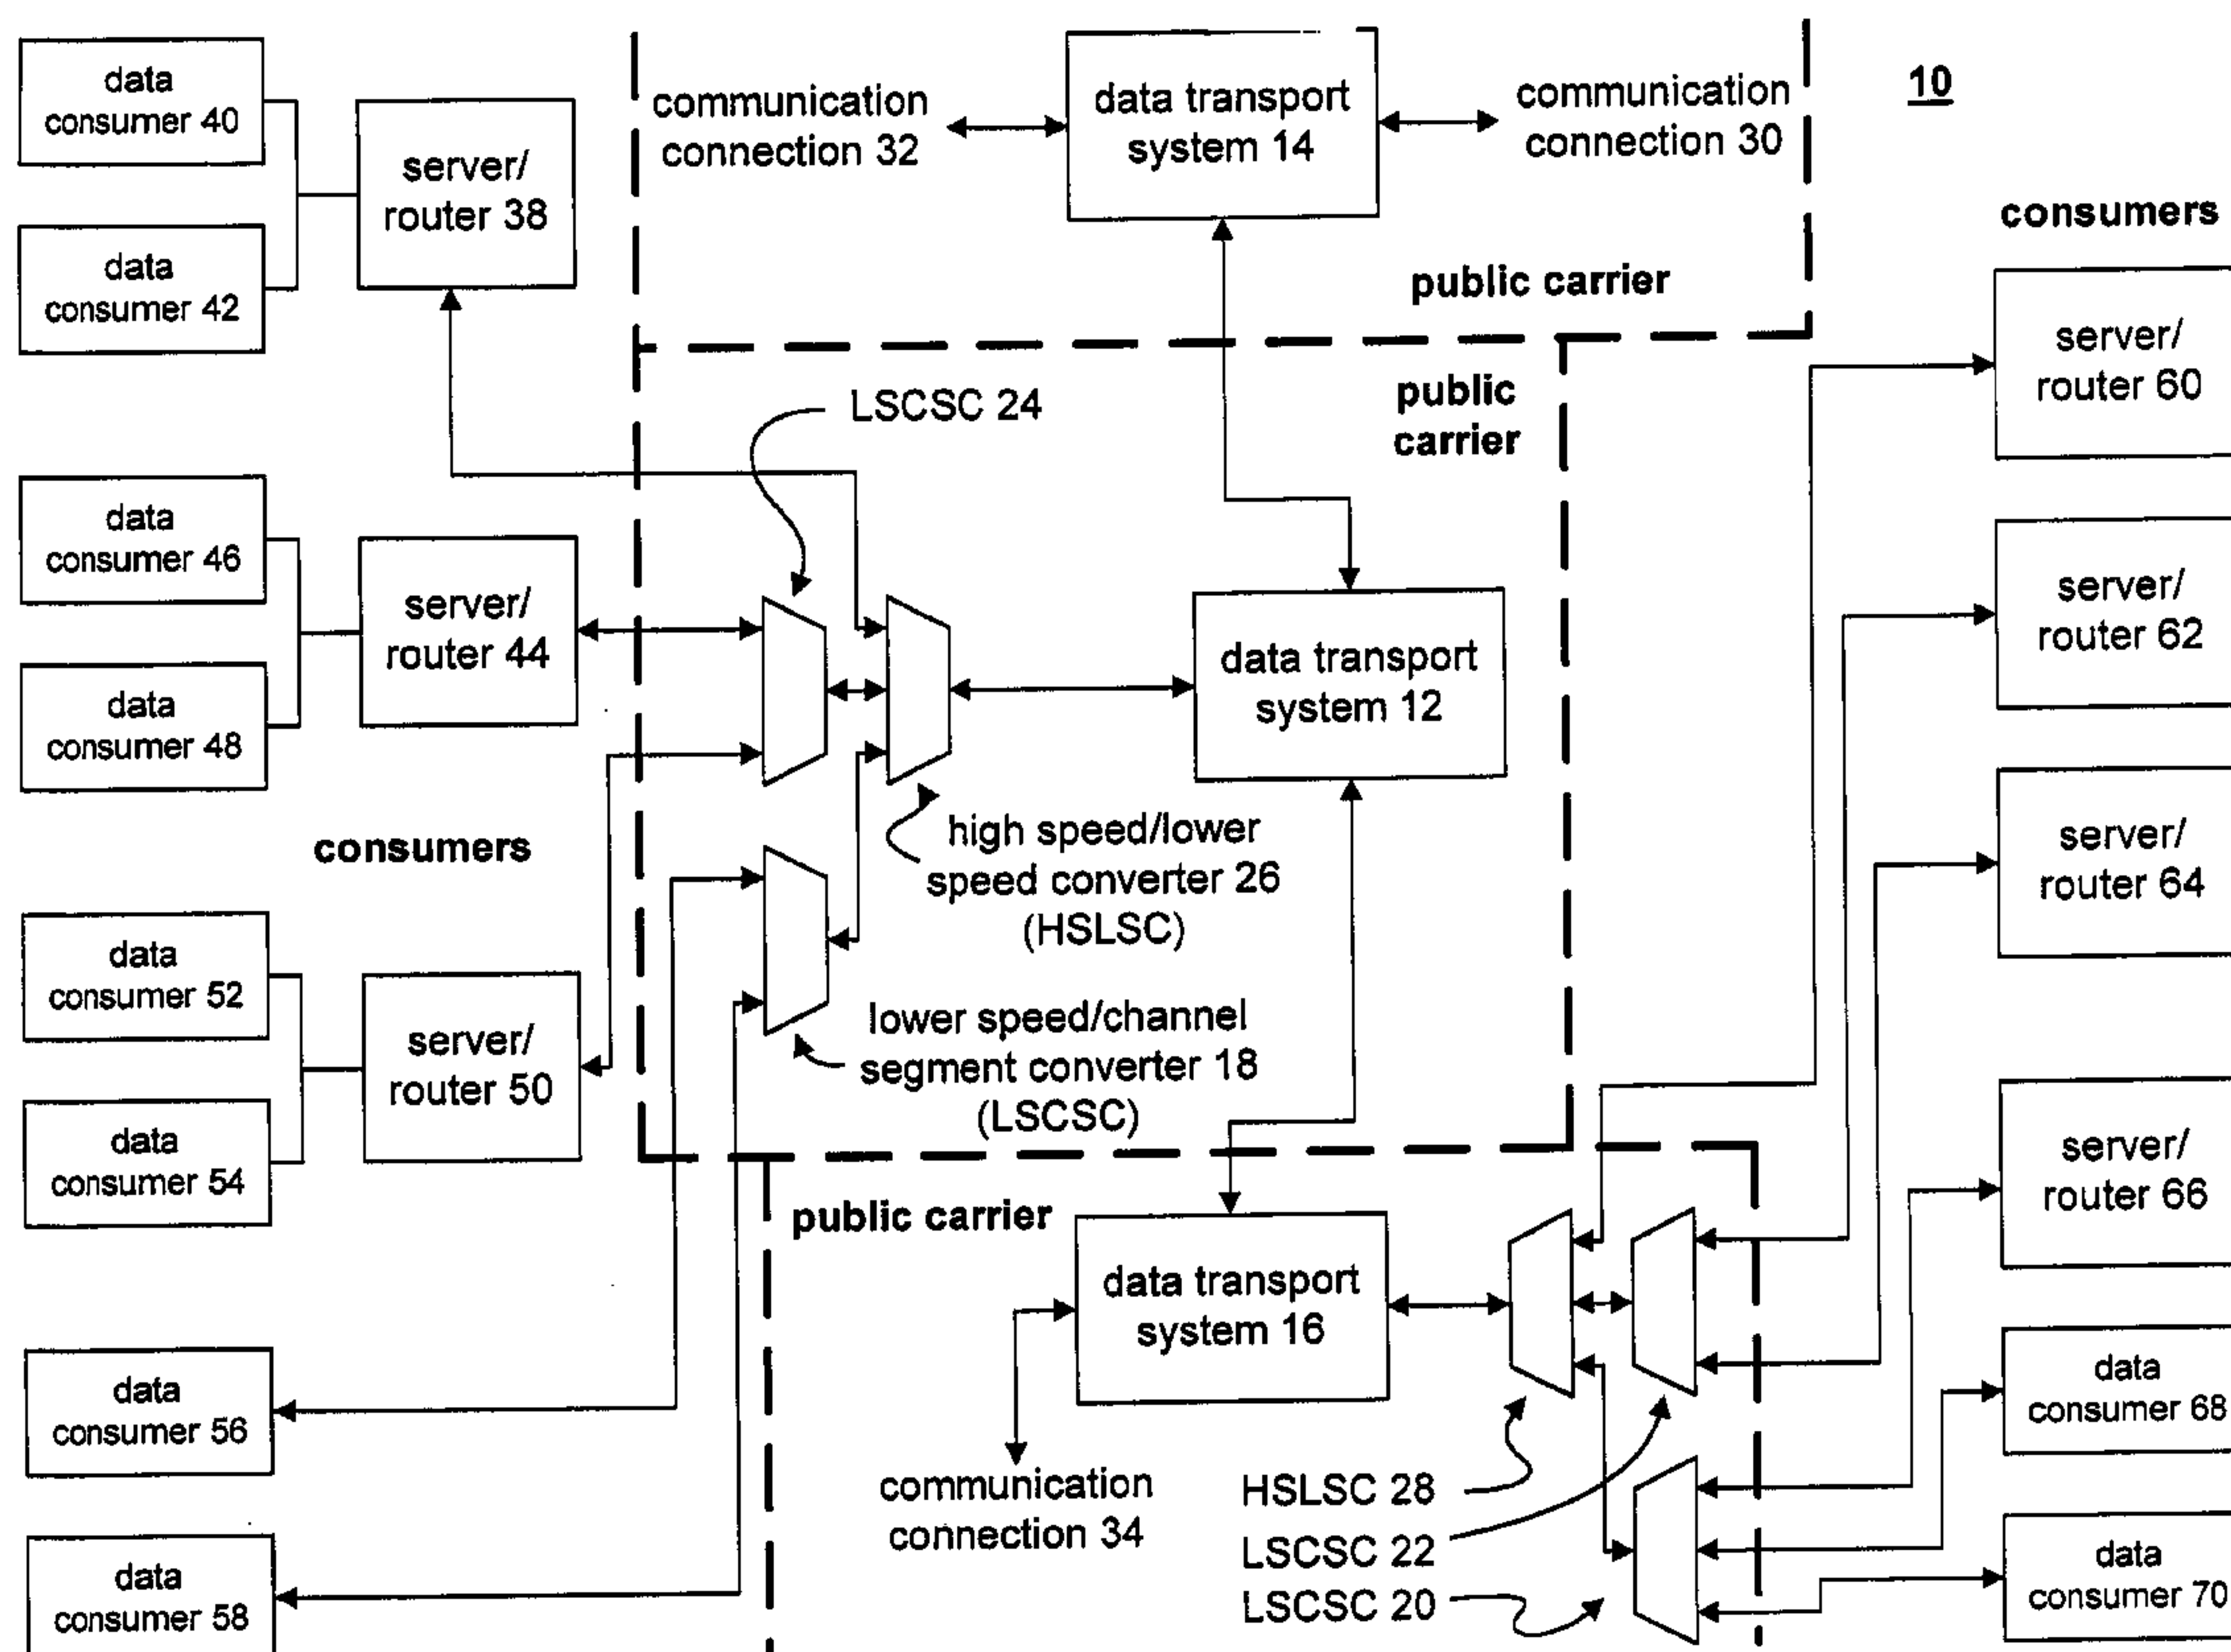 data
consumer 40
data
consumer 42
server/
router 38
communication
connection 32
data transport
system 14
communication
connection 30
10
consumers
public carrier
server/
router 60
LSCSC 24
public
carrier
data
consumer 46
data
consumer 48
server/
router 44
data transport
system 12
server/
router 62
server/
router 64
consumers
high speed/lower
speed converter 26
(HSLSC)
data
consumer 52
data
consumer 54
server/
router 50
lower speed/channel
segment converter 18
(LSCSC)
server/
router 66
public carrier
data transport
system 16
data
consumer 56
data
consumer 58
communication
connection 34
HSLSC 28
LSCSC 22
LSCSC 20
data
consumer 68
data
consumer 70